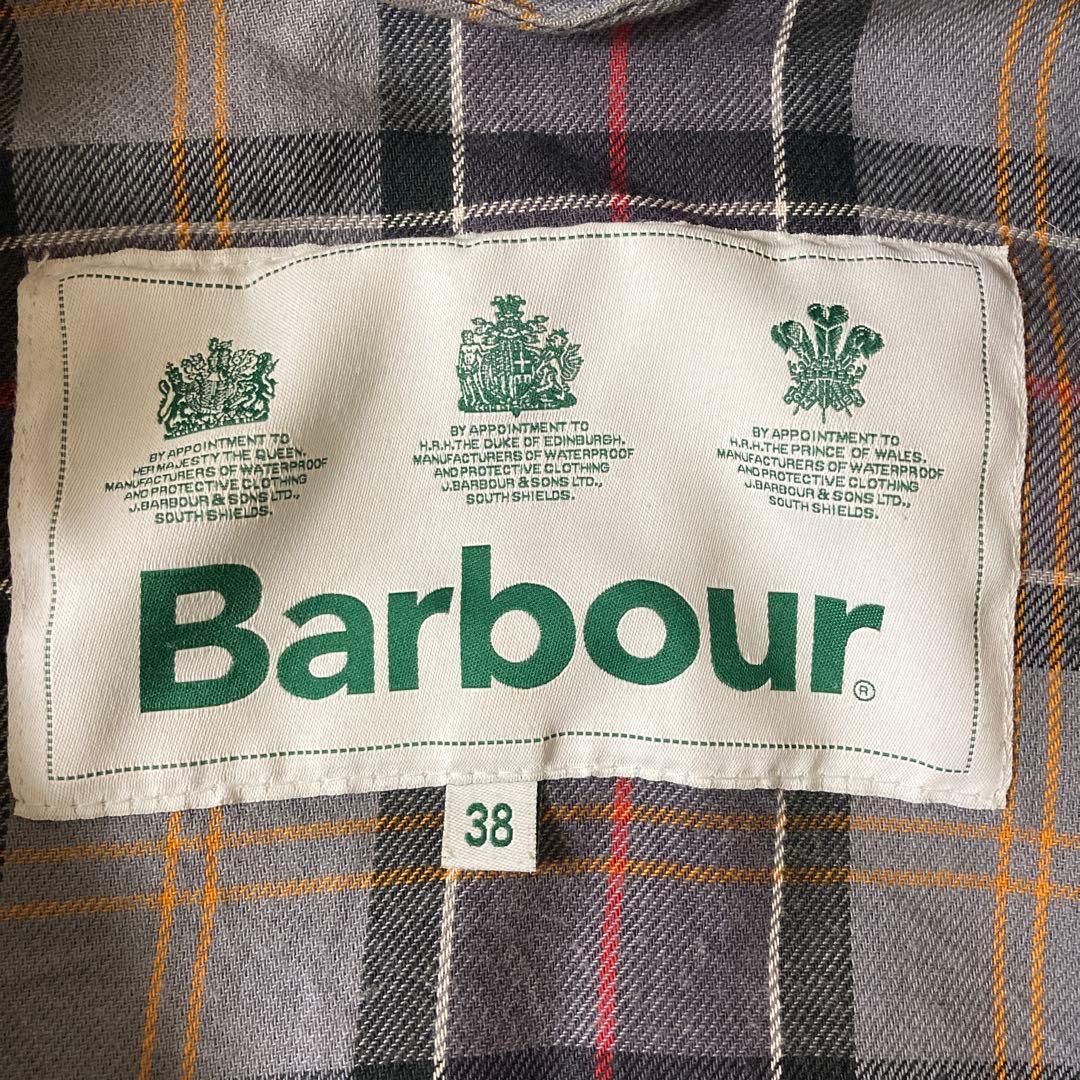 BY APPOINTMENT TO
HER MAJESTY THE QUEEN.
MANUFACTURERS OF WATERPROOF
AND PROTECTIVE CLOTHING
J.BARBOUR & SONS LTD.,
SOUTH SHIELDS.
BY APPOINTMENT TO
H.R.H.THE DUKE OF EDINBURGH.
MANUFACTURERS OF WATERPROOF
AND PROTECTIVE CLOTHING
J.BARBOUR & SONS LTD.,
SOUTH SHIELDS.
BY APPOINTMENT TO
H.R.H.THE PRINCE OF WALES.
MANUFACTURERS OF WATERPROOF
AND PROTECTIVE CLOTHING
J.BARBOUR & SONS LTD.,
SOUTH SHIELDS.
Barbour®
38